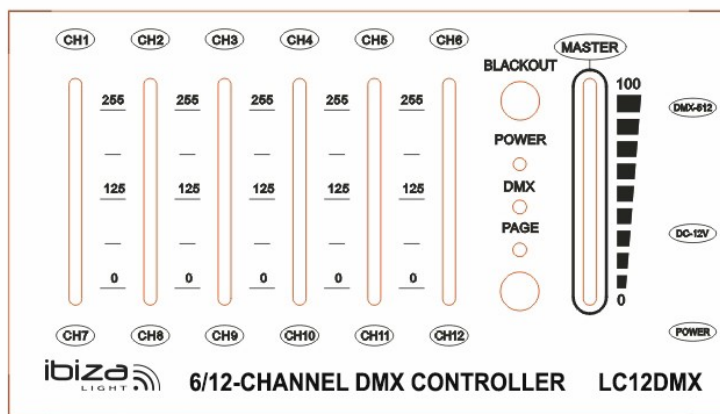 CH1 CH2 CH3 CH4 CH5 CH6 MASTER
BLACKOUT
100
255 255 255 255 255
DMX-512
POWER
125 125 125 125 125
DMX
PAGE
DC-12V
0 0 0 0 0
0
CH7 CH8 CH9 CH10 CH11 CH12
POWER
ibiza
LIGHT
6/12-CHANNEL DMX CONTROLLER LC12DMX